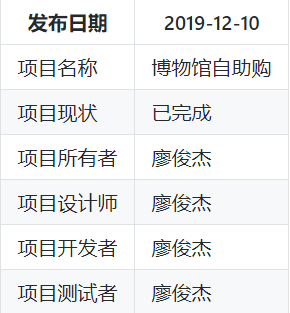 发布日期 2019-12-10
项目名称 博物馆自助购
项目现状 已完成
项目所有者 廖俊杰
项目设计师 廖俊杰
项目开发者 廖俊杰
项目测试者 廖俊杰